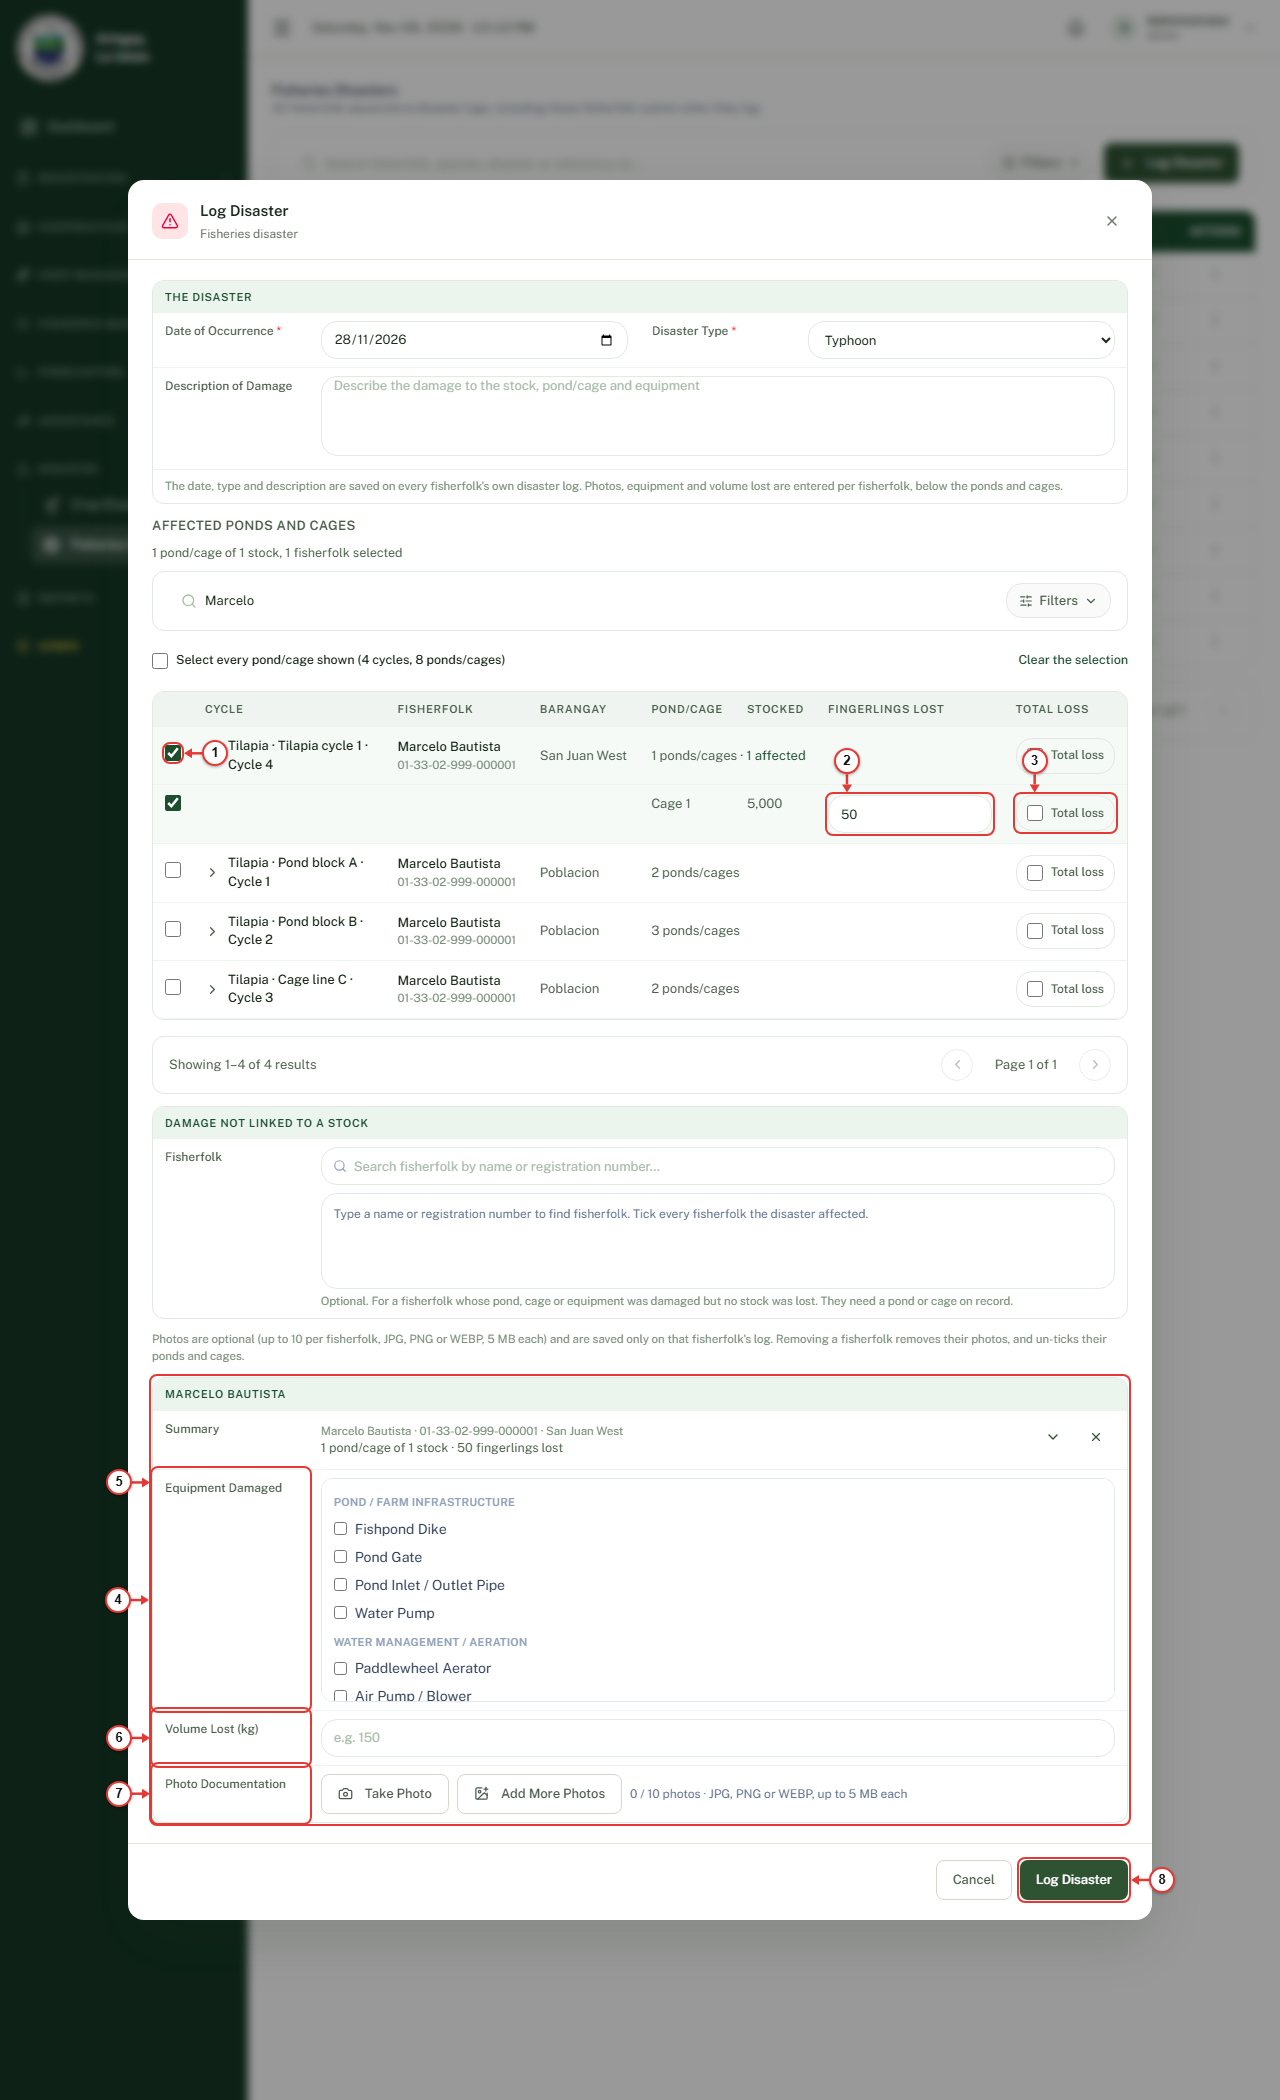 Log Disaster
Fisheries disaster
THE DISASTER
Date of Occurrence *
28/11/2026
Disaster Type *
Typhoon
Description of Damage
Describe the damage to the stock, pond/cage and equipment
The date, type and description are saved on every fisherfolk's own disaster log. Photos, equipment and volume lost are entered per fisherfolk, below the ponds and cages.
AFFECTED PONDS AND CAGES
1 pond/cage of 1 stock, 1 fisherfolk selected
Marcelo
Filters
Select every pond/cage shown (4 cycles, 8 ponds/cages)
Clear the selection
CYCLE FISHERFOLK BARANGAY POND/CAGE STOCKED FINGERLINGS LOST TOTAL LOSS
1
Tilapia · Tilapia cycle 1 ·
Cycle 4
Marcelo Bautista
01-33-02-999-000001
San Juan West
1 ponds/cages · 1 affected
2
3
Total loss
Cage 1
5,000
50
Total loss
Tilapia · Pond block A ·
Cycle 1
Marcelo Bautista
01-33-02-999-000001
Poblacion
2 ponds/cages
Total loss
Tilapia · Pond block B ·
Cycle 2
Marcelo Bautista
01-33-02-999-000001
Poblacion
3 ponds/cages
Total loss
Tilapia · Cage line C ·
Cycle 3
Marcelo Bautista
01-33-02-999-000001
Poblacion
2 ponds/cages
Total loss
Showing 1–4 of 4 results
Page 1 of 1
DAMAGE NOT LINKED TO A STOCK
Fisherfolk
Search fisherfolk by name or registration number...
Type a name or registration number to find fisherfolk. Tick every fisherfolk the disaster affected.
Optional. For a fisherfolk whose pond, cage or equipment was damaged but no stock was lost. They need a pond or cage on record.
Photos are optional (up to 10 per fisherfolk, JPG, PNG or WEBP, 5 MB each) and are saved only on that fisherfolk's log. Removing a fisherfolk removes their photos, and un-ticks their
ponds and cages.
MARCELO BAUTISTA
Summary
Marcelo Bautista · 01-33-02-999-000001 · San Juan West
1 pond/cage of 1 stock · 50 fingerlings lost
5
Equipment Damaged
POND / FARM INFRASTRUCTURE
Fishpond Dike
Pond Gate
Pond Inlet / Outlet Pipe
4
Water Pump
WATER MANAGEMENT / AERATION
Paddlewheel Aerator
Air Pump / Blower
6
Volume Lost (kg)
e.g. 150
7
Photo Documentation
Take Photo
Add More Photos
0 / 10 photos · JPG, PNG or WEBP, up to 5 MB each
Cancel
Log Disaster
8